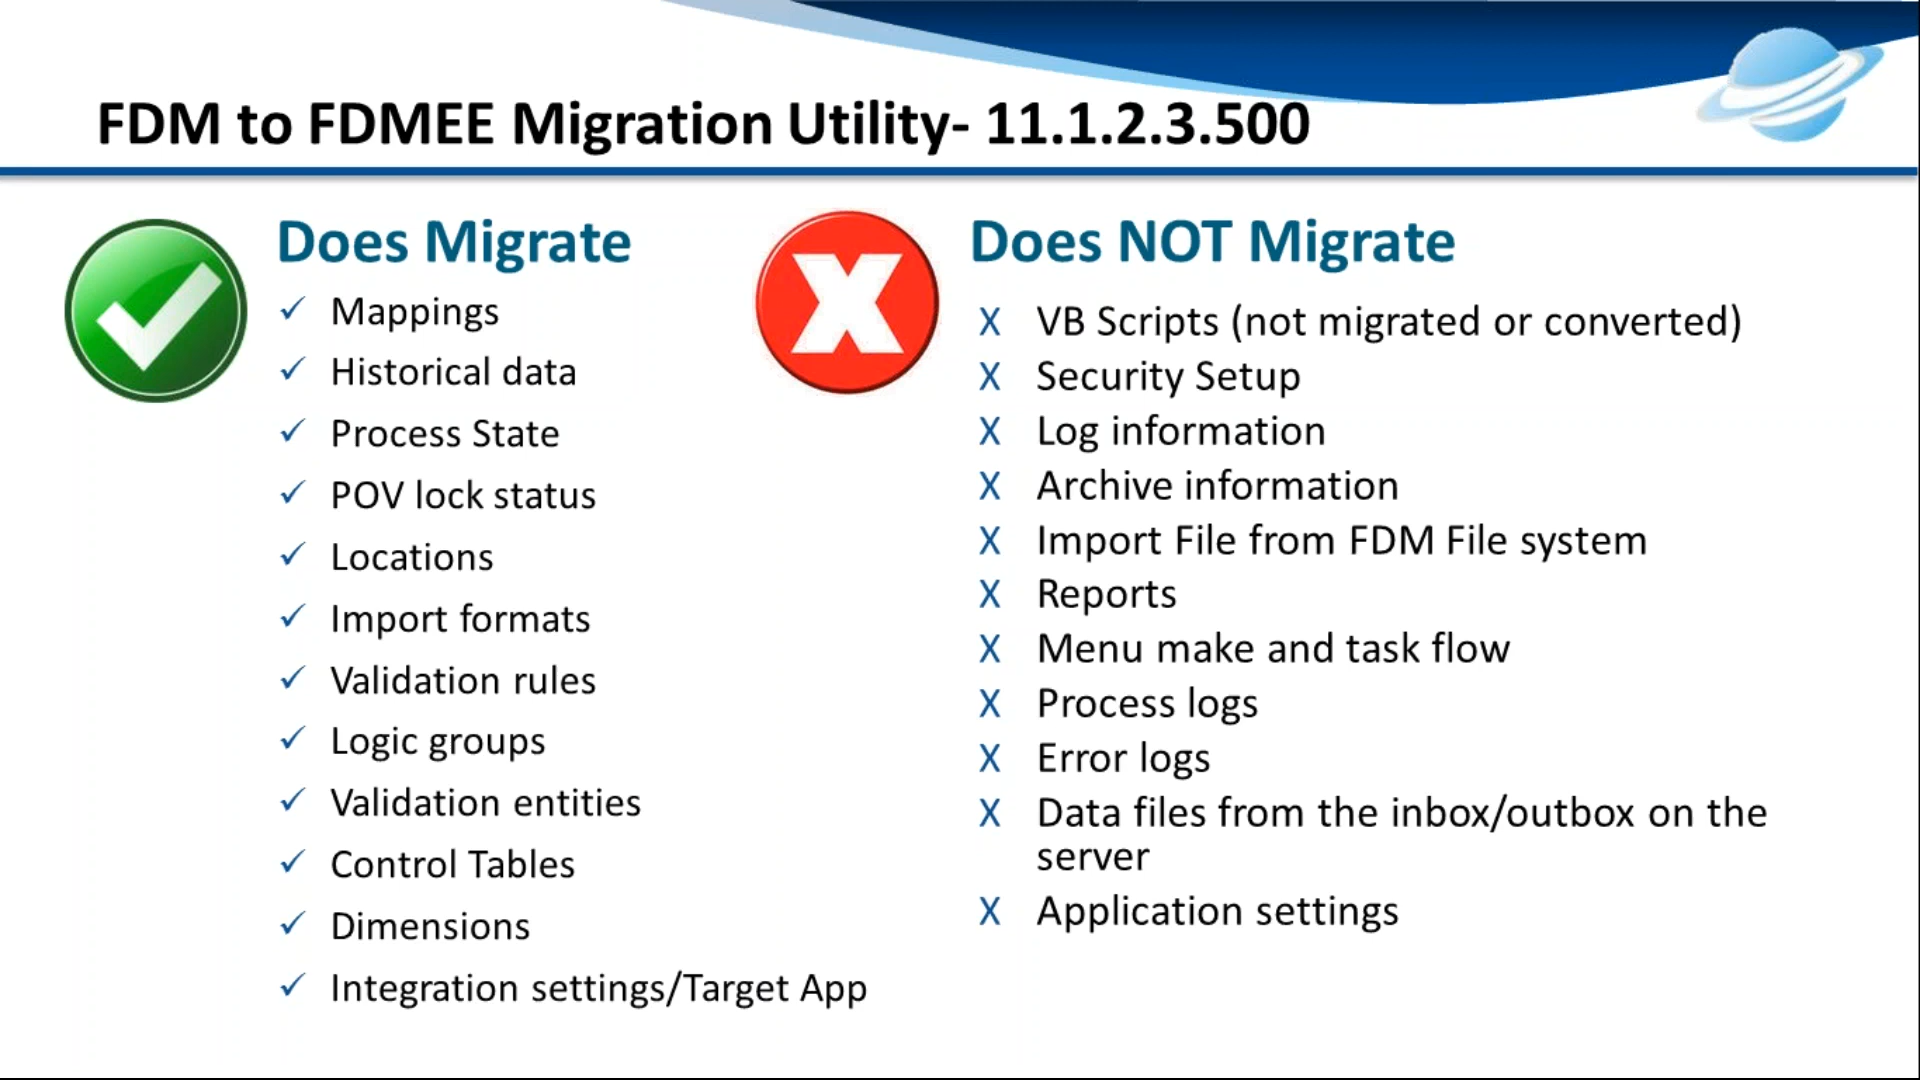 FDM to FDMEE Migration Utility- 11.1.2.3.500
Does Migrate
✓ Mappings
✓ Historical data
✓ Process State
✓ POV lock status
✓ Locations
✓ Import formats
✓ Validation rules
✓ Logic groups
✓ Validation entities
✓ Control Tables
✓ Dimensions
✓ Integration settings/Target App
X
Does NOT Migrate
X VB Scripts (not migrated or converted)
X Security Setup
X Log information
X Archive information
X Import File from FDM File system
X Reports
X Menu make and task flow
X Process logs
X Error logs
X Data files from the inbox/outbox on the
server
X Application settings